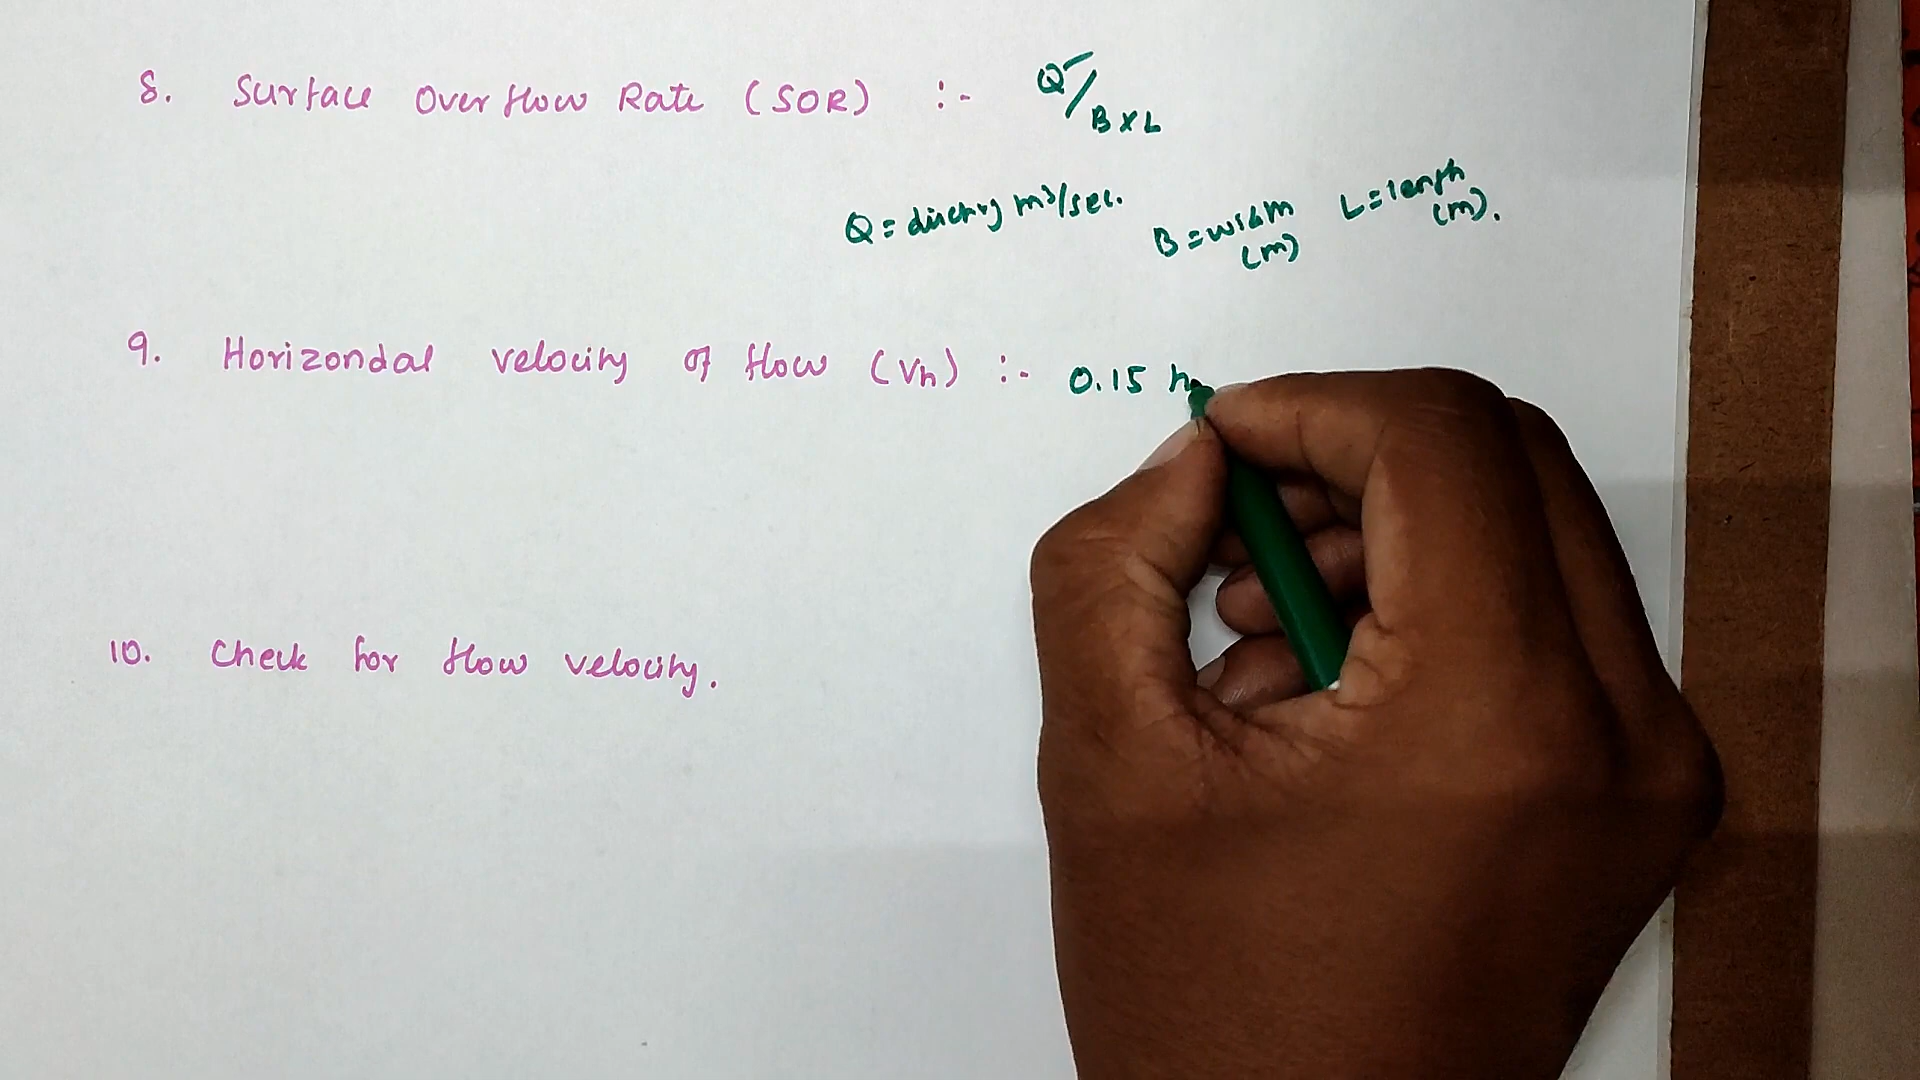 8. Surface Over flow Rate (SOR) :- Q/B×L
Q = discharg m³/sec. B = width (m) L = length (m).
9. Horizondal velocity of flow (Vh) :- 0.15
10. Check for flow velocity.